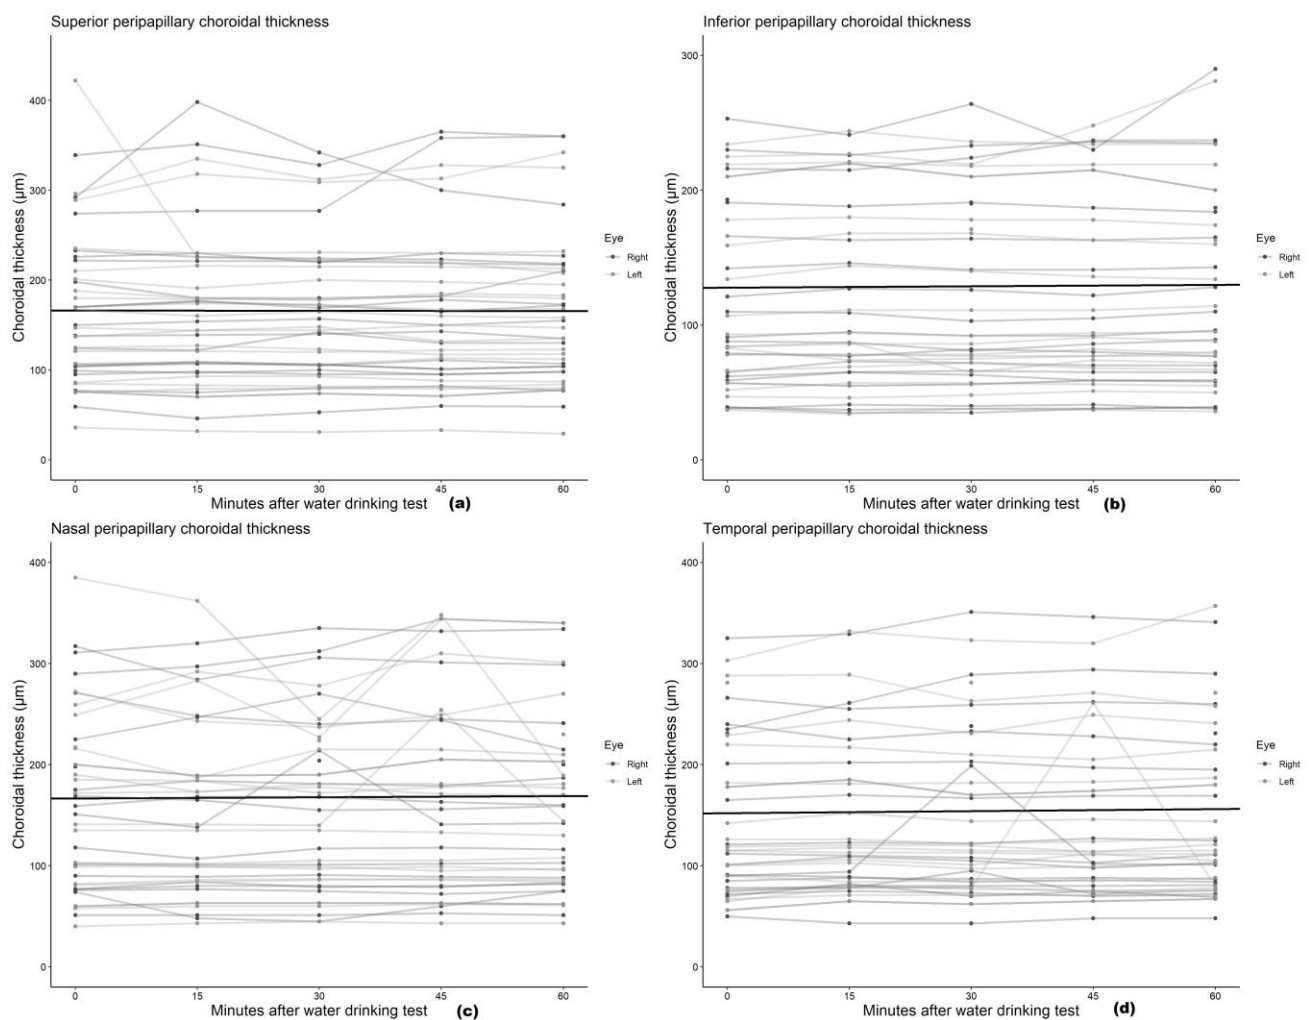 Superior peripapillary choroidal thickness
Choroidal thickness (μm)
400
300
200
100
0
0 15 30 45 60
Minutes after water drinking test (a)
Eye
Right
Left
Inferior peripapillary choroidal thickness
Choroidal thickness (μm)
300
200
100
0
0 15 30 45 60
Minutes after water drinking test (b)
Eye
Right
Left
Nasal peripapillary choroidal thickness
Choroidal thickness (μm)
400
300
200
100
0
0 15 30 45 60
Minutes after water drinking test (c)
Eye
Right
Left
Temporal peripapillary choroidal thickness
Choroidal thickness (μm)
400
300
200
100
0
0 15 30 45 60
Minutes after water drinking test (d)
Eye
Right
Left